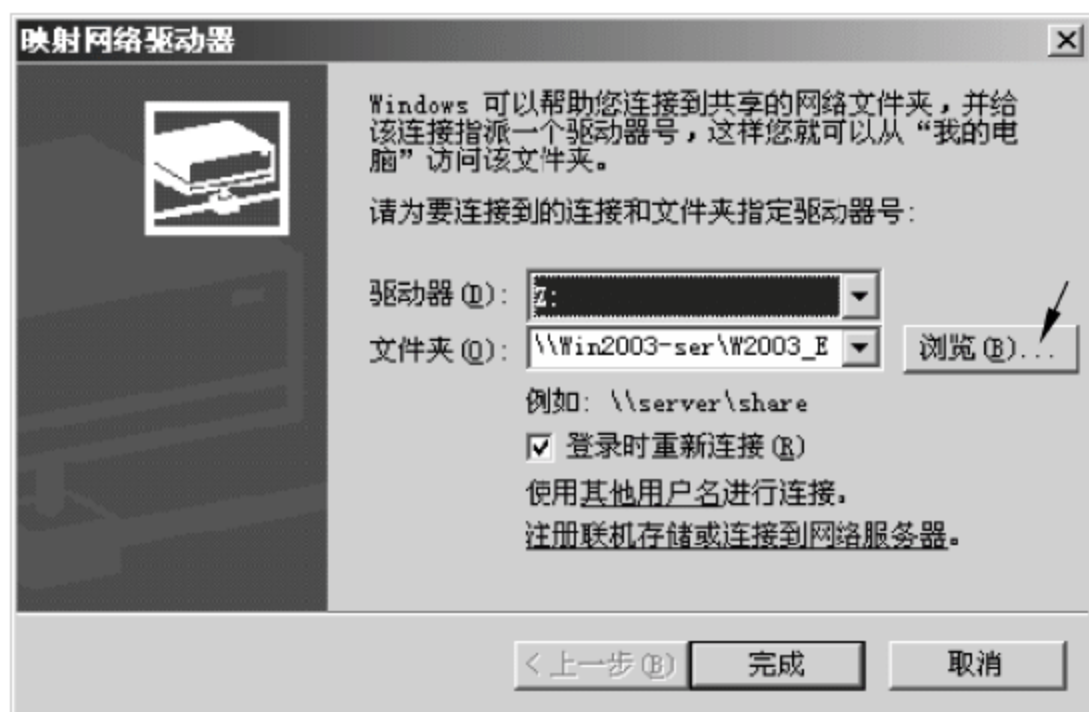 映射网络驱动器
Windows 可以帮助您连接到共享的网络文件夹，并给
该连接指派一个驱动器号，这样您就可以从“我的电
脑”访问该文件夹。
请为要连接到的连接和文件夹指定驱动器号：
驱动器(D)： Z:
文件夹(O)： \\Win2003-ser\W2003_E 浏览(B)...
例如：\\server\share
登录时重新连接(R)
使用其他用户名进行连接。
注册联机存储或连接到网络服务器。
<上一步(B) 完成 取消